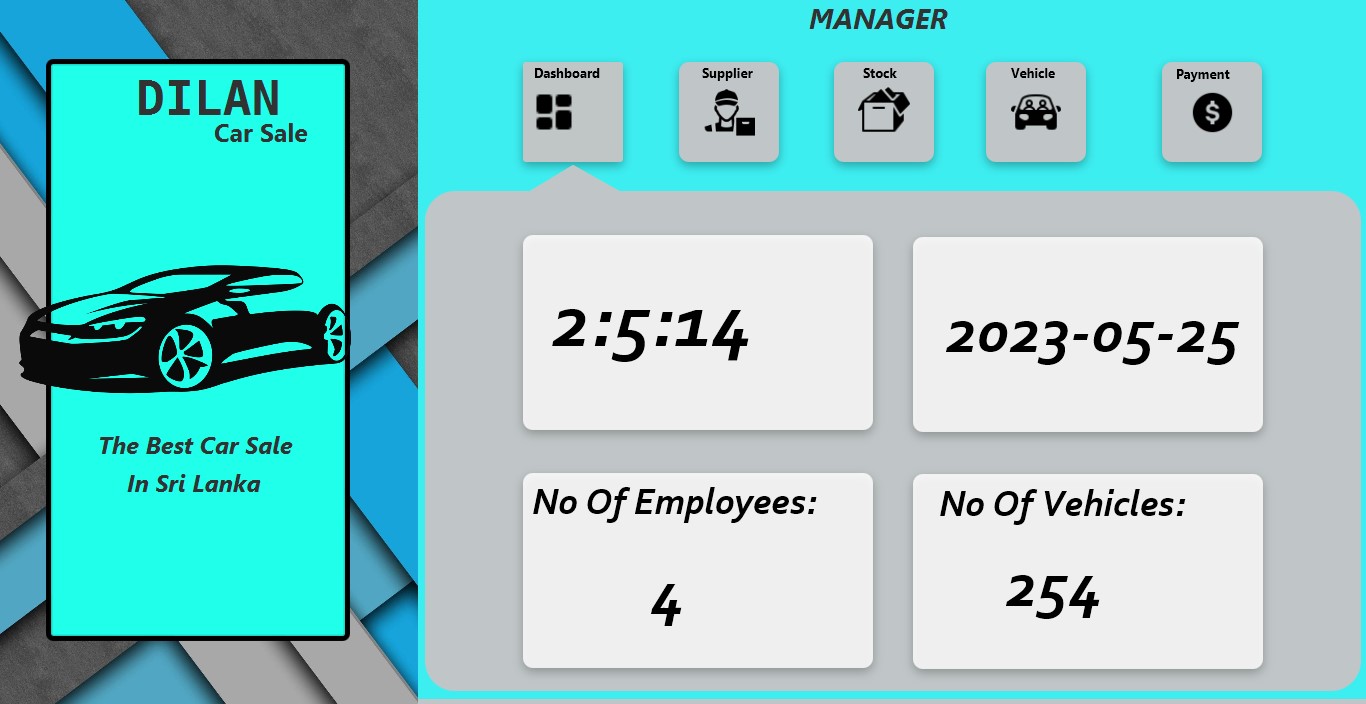 DILAN
Car Sale
The Best Car Sale
In Sri Lanka
MANAGER
Dashboard
Supplier
Stock
Vehicle
Payment
$
2:5:14
2023-05-25
No Of Employees:
4
No Of Vehicles:
254